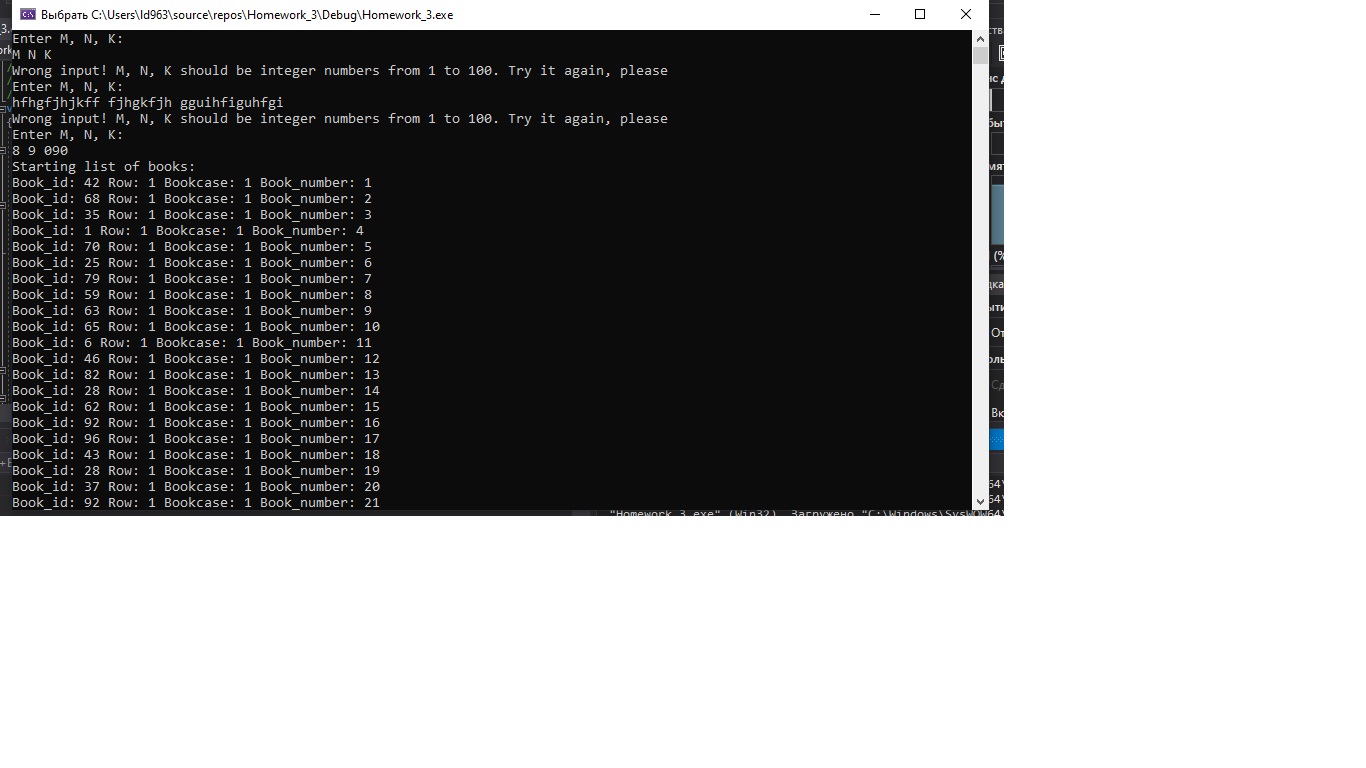 Выбрать C:\Users\ld963\source\repos\Homework_3\Debug\Homework_3.exe
Enter M, N, K:
M N K
Wrong input! M, N, K should be integer numbers from 1 to 100. Try it again, please
Enter M, N, K:
hfhgfjhjkff fjhgkfjh gguihfiguhfgi
Wrong input! M, N, K should be integer numbers from 1 to 100. Try it again, please
Enter M, N, K:
8 9 090
Starting list of books:
Book_id: 42 Row: 1 Bookcase: 1 Book_number: 1
Book_id: 68 Row: 1 Bookcase: 1 Book_number: 2
Book_id: 35 Row: 1 Bookcase: 1 Book_number: 3
Book_id: 1 Row: 1 Bookcase: 1 Book_number: 4
Book_id: 70 Row: 1 Bookcase: 1 Book_number: 5
Book_id: 25 Row: 1 Bookcase: 1 Book_number: 6
Book_id: 79 Row: 1 Bookcase: 1 Book_number: 7
Book_id: 59 Row: 1 Bookcase: 1 Book_number: 8
Book_id: 63 Row: 1 Bookcase: 1 Book_number: 9
Book_id: 65 Row: 1 Bookcase: 1 Book_number: 10
Book_id: 6 Row: 1 Bookcase: 1 Book_number: 11
Book_id: 46 Row: 1 Bookcase: 1 Book_number: 12
Book_id: 82 Row: 1 Bookcase: 1 Book_number: 13
Book_id: 28 Row: 1 Bookcase: 1 Book_number: 14
Book_id: 62 Row: 1 Bookcase: 1 Book_number: 15
Book_id: 92 Row: 1 Bookcase: 1 Book_number: 16
Book_id: 96 Row: 1 Bookcase: 1 Book_number: 17
Book_id: 43 Row: 1 Bookcase: 1 Book_number: 18
Book_id: 28 Row: 1 Bookcase: 1 Book_number: 19
Book_id: 37 Row: 1 Bookcase: 1 Book_number: 20
Book_id: 92 Row: 1 Bookcase: 1 Book_number: 21
"Homework_3.exe" (Win32). Загружено "C:\Windows\SysWOW64\